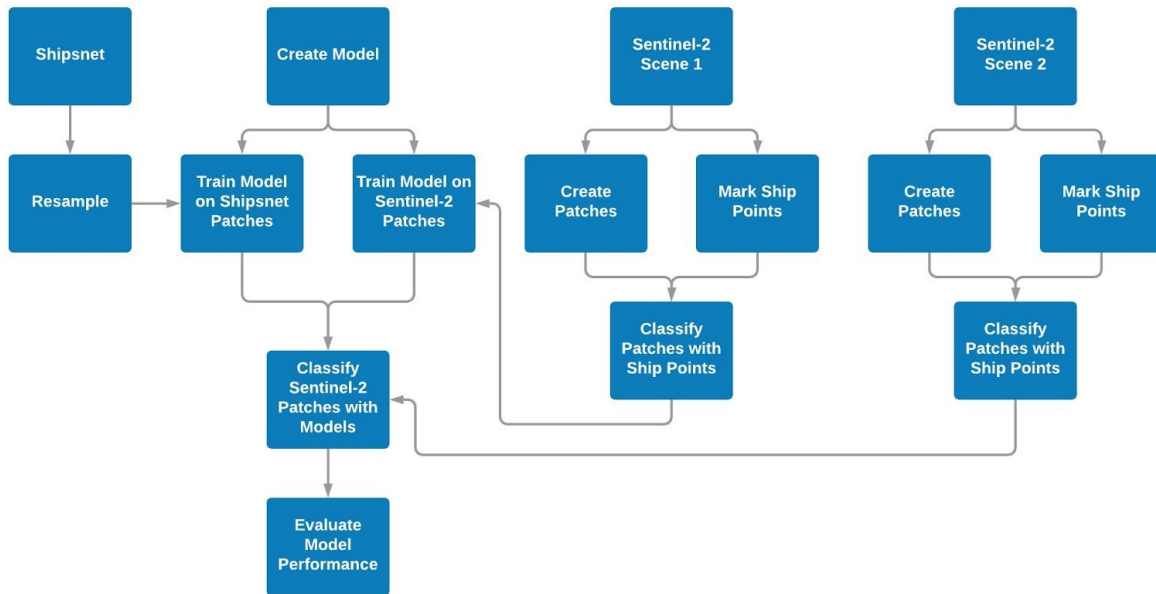 Shipsnet
Create Model
Sentinel-2
Scene 1
Sentinel-2
Scene 2
Resample
Train Model
on Shipsnet
Patches
Train Model on
Sentinel-2
Patches
Create
Patches
Mark Ship
Points
Create
Patches
Mark Ship
Points
Classify
Patches with
Ship Points
Classify
Patches with
Ship Points
Classify
Sentinel-2
Patches with
Models
Evaluate
Model
Performance